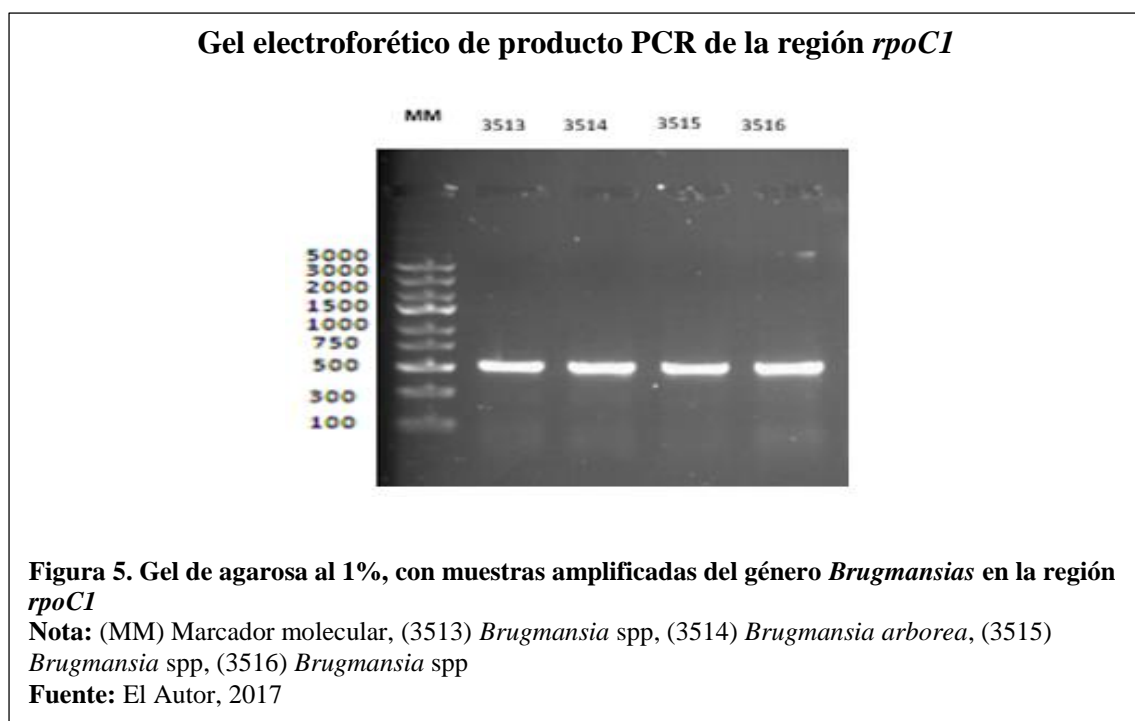 Gel electroforético de producto PCR de la región rpoC1
MM 3513 3514 3515 3516
5000
3000
2000
1500
1000
750
500
300
100
Figura 5. Gel de agarosa al 1%, con muestras amplificadas del género Brugmansias en la región
rpoC1
Nota: (MM) Marcador molecular, (3513) Brugmansia spp, (3514) Brugmansia arborea, (3515)
Brugmansia spp, (3516) Brugmansia spp
Fuente: El Autor, 2017